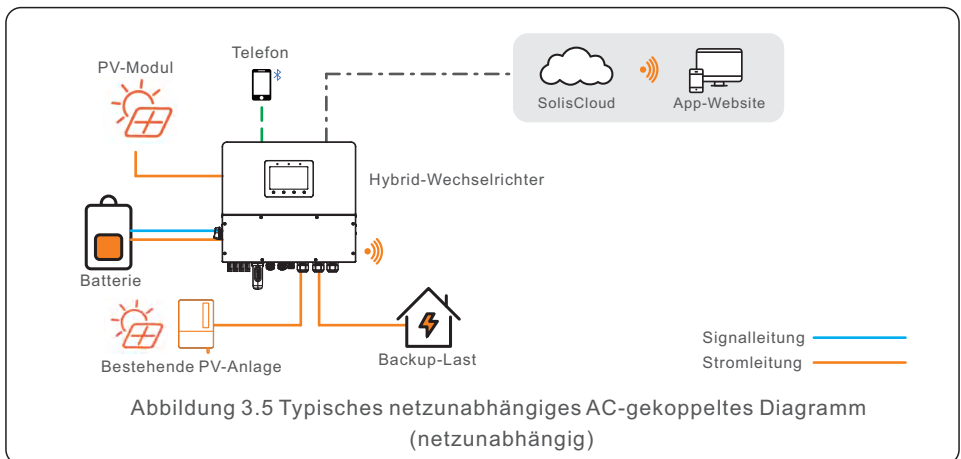 Telefon
PV-Modul
SolisCloud
App-Website
Hybrid-Wechselrichter
Batterie
Bestehende PV-Anlage
Backup-Last
Signalleitung
Stromleitung
Abbildung 3.5 Typisches netzunabhängiges AC-gekoppeltes Diagramm
(netzunabhängig)